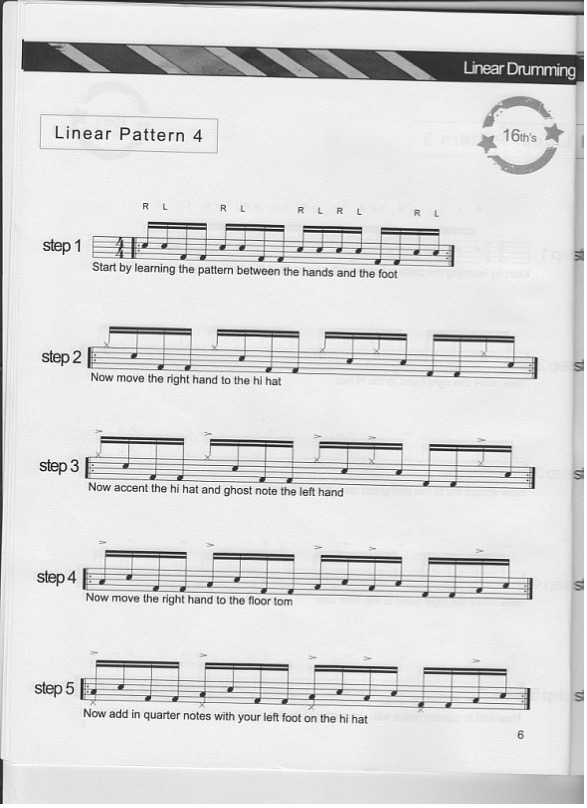 Linear Drumming
Linear Pattern 4
16th's
R L R L R L R L R L
step 1
4
4
Start by learning the pattern between the hands and the foot
step 2
Now move the right hand to the hi hat
step 3
Now accent the hi hat and ghost note the left hand
step 4
Now move the right hand to the floor tom
step 5
Now add in quarter notes with your left foot on the hi hat
6